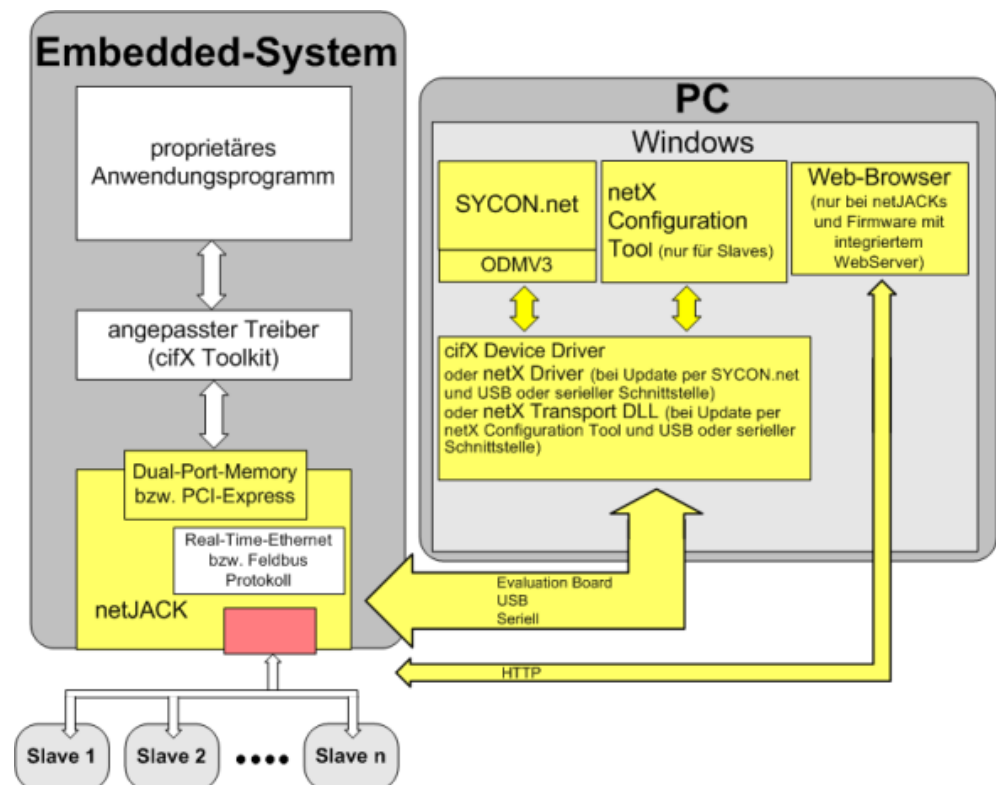 Embedded-System
proprietäres
Anwendungsprogramm
angepasster Treiber
(cifX Toolkit)
Dual-Port-Memory
bzw. PCI-Express
Real-Time-Ethernet
bzw. Feldbus
Protokoll
netJACK
Slave 1
Slave 2
Slave n
PC
Windows
SYCON.net
ODMV3
netX
Configuration
Tool (nur für Slaves)
Web-Browser
(nur bei netJACKs
und Firmware mit
integriertem
WebServer)
cifX Device Driver
oder netX Driver (bei Update per SYCON.net
und USB oder serieller Schnittstelle)
oder netX Transport DLL (bei Update per
netX Configuration Tool und USB oder serieller
Schnittstelle)
Evaluation Board
USB
Seriell
HTTP